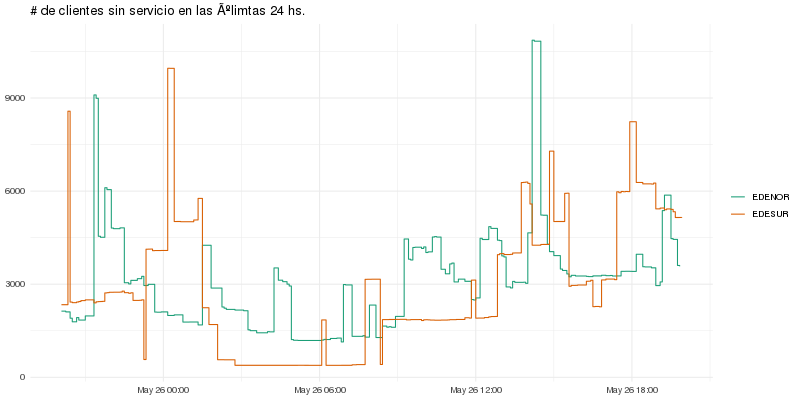 # de clientes sin servicio en las Ãºlimtas 24 hs.
9000
6000
3000
0
May 26 00:00
May 26 06:00
May 26 12:00
May 26 18:00
EDENOR
EDESUR